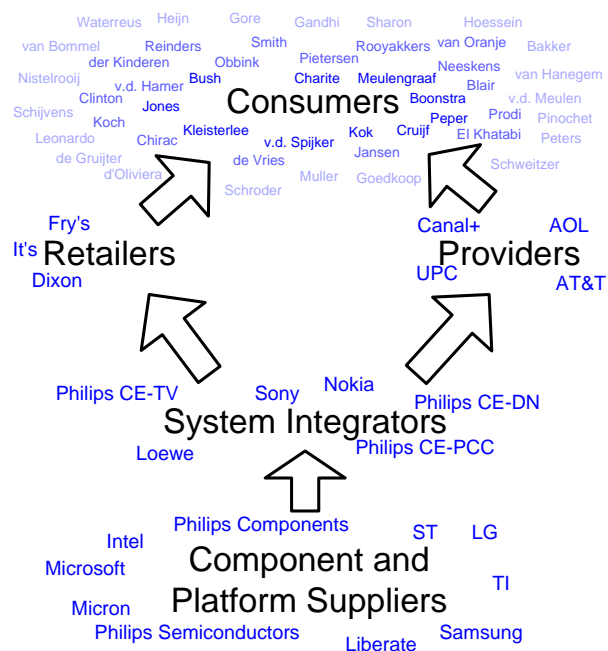 Waterreus Heijn Gore Gandhi Sharon Hoessein
van Bommel Reinders Smith Rooyakkers van Oranje Bakker
der Kinderen Obbink Pietersen Neeskens
Nistelrooij v.d. Hamer Bush Charite Meulengraaf Blair van Hanegem
Clinton Jones Consumers Boonstra v.d. Meulen
Schijvens Koch Peper Prodi Pinochet
Leonardo Chirac Kleisterlee v.d. Spijker Kok Cruijf El Khatabi Peters
de Gruijter de Vries Jansen Schweitzer
d'Oliviera Schroder Muller Goedkoop
Fry's Canal+ AOL
It's Retailers Providers
Dixon UPC AT&T
Philips CE-TV Sony Nokia Philips CE-DN
System Integrators
Loewe Philips CE-PCC
Philips Components ST LG
Intel
Component and
Microsoft TI
Platform Suppliers
Micron
Philips Semiconductors Liberate Samsung